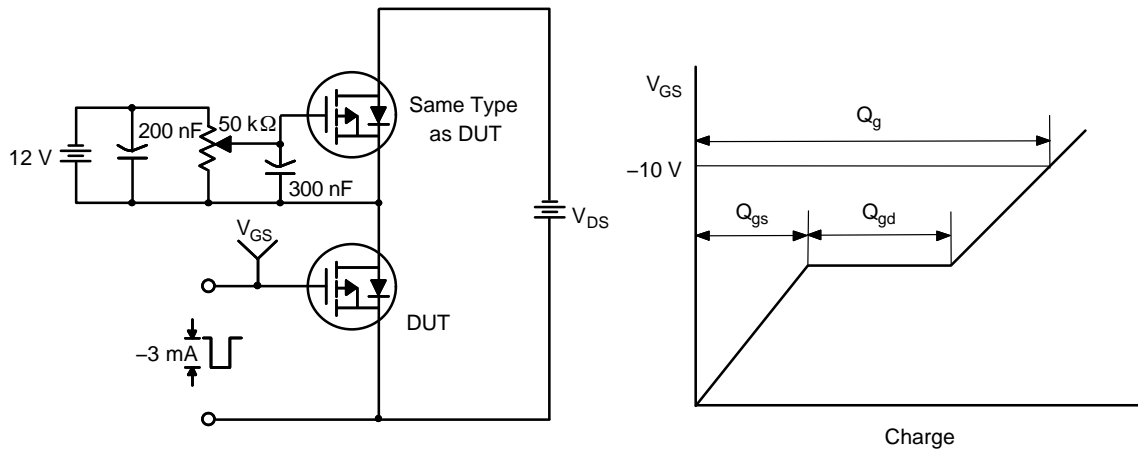 12 V
200 nF
50 kΩ
300 nF
Same Type
as DUT
V_DS
V_GS
DUT
–3 mA
V_GS
Q_g
–10 V
Q_gs
Q_gd
Charge